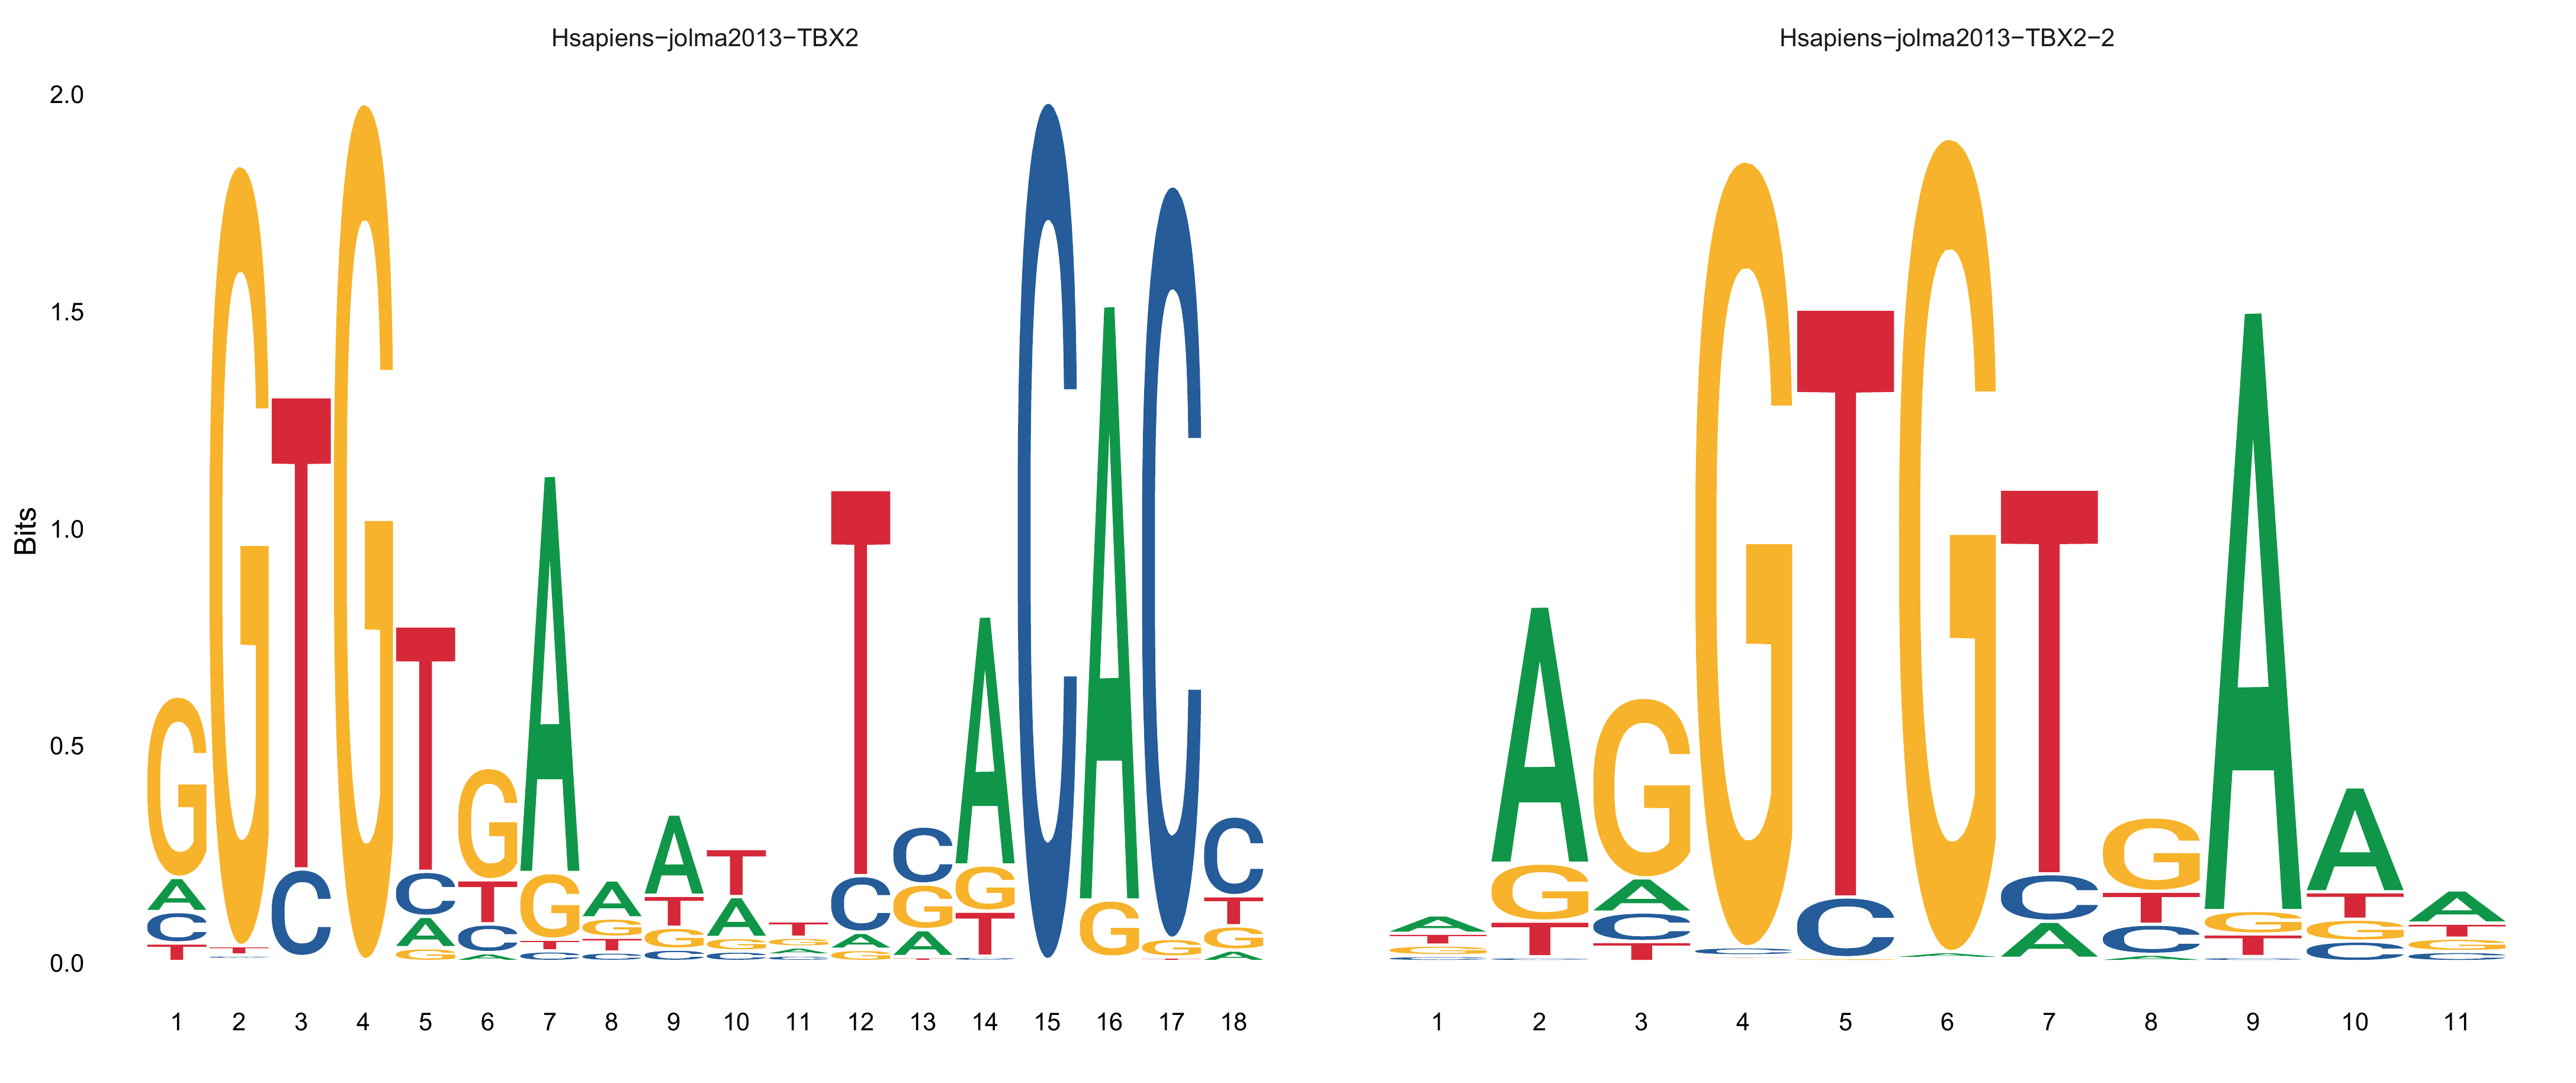 Hsapiens−jolma2013−TBX2
Hsapiens−jolma2013−TBX2−2
Bits
2.0
1.5
1.0
0.5
0.0
G G T G T G A A A T T T C A C A C C
A T C C T G G T A G C G G G G T
C C A C T T G G A A T T G
T G A C C C C C G T C A
1 2 3 4 5 6 7 8 9 10 11 12 13 14 15 16 17 18
A A G G T G T G A A A
T G A C C A C T G T T
G T C A C T G G
C C T A C C C
1 2 3 4 5 6 7 8 9 10 11